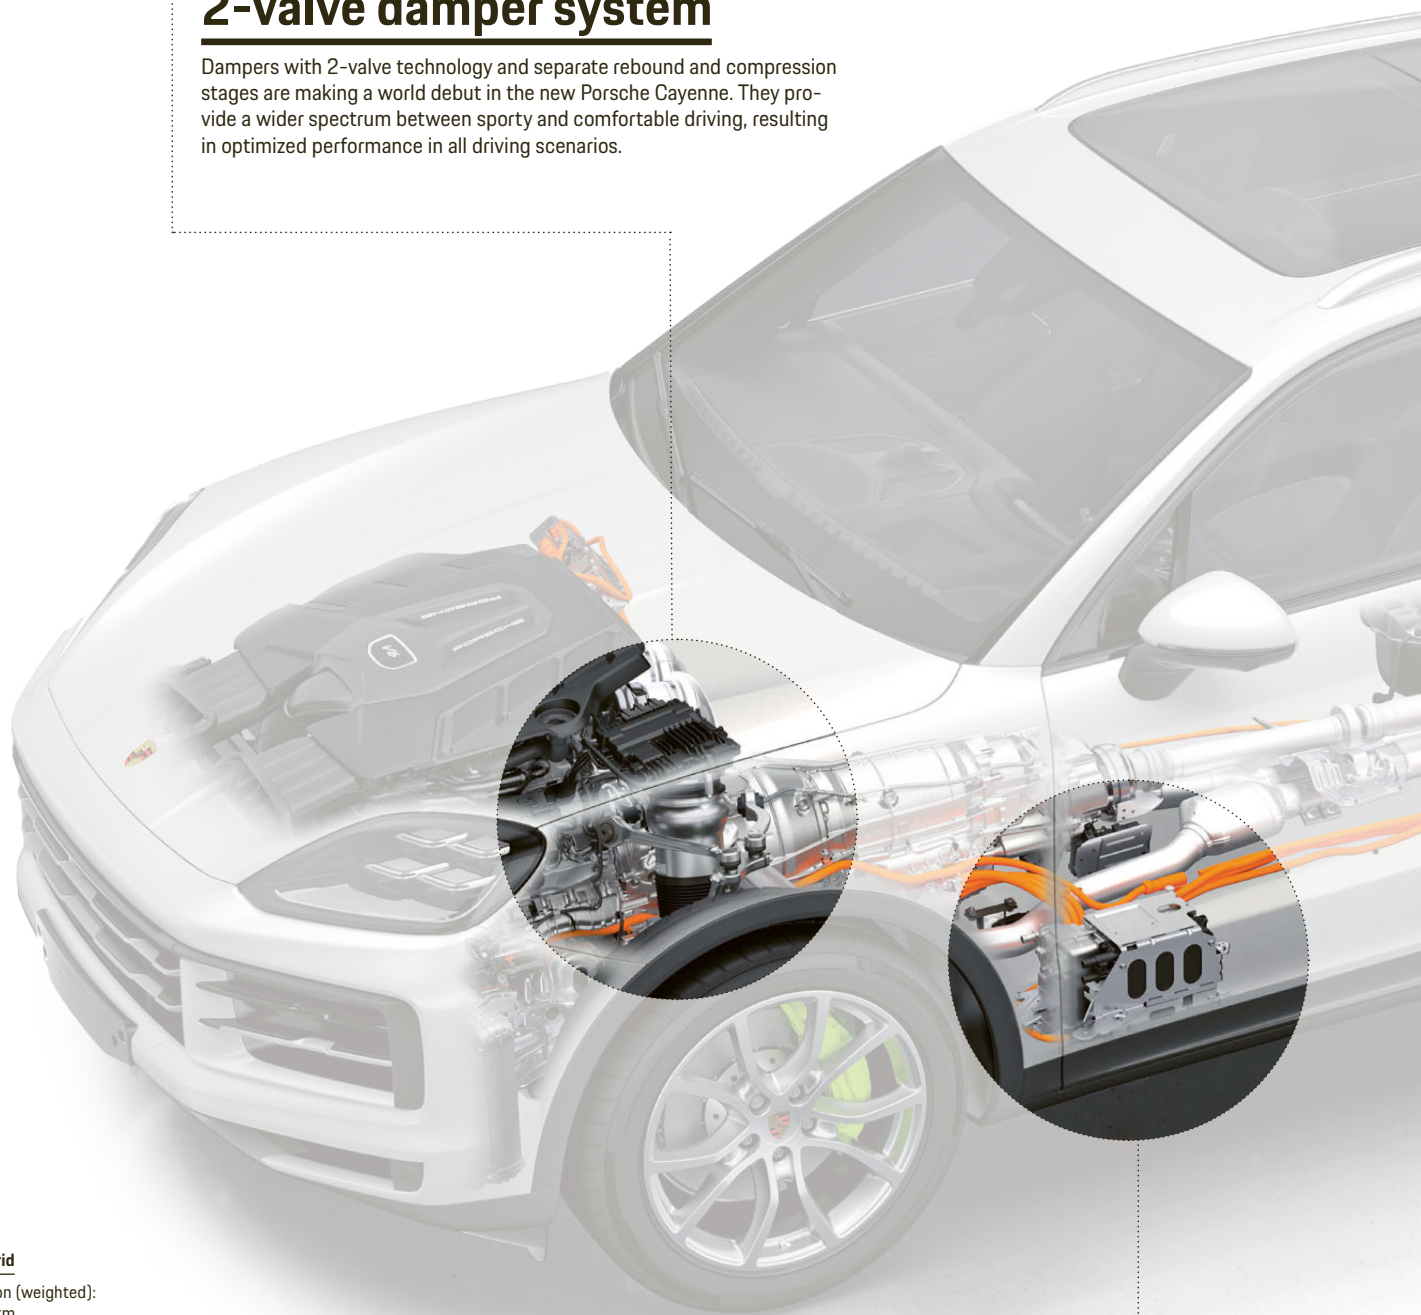 2-valve damper system
Dampers with 2-valve technology and separate rebound and compression
stages are making a world debut in the new Porsche Cayenne. They pro-
vide a wider spectrum between sporty and comfortable driving, resulting
in optimized performance in all driving scenarios.
PORSCHE
PORSCHE
(weighted):